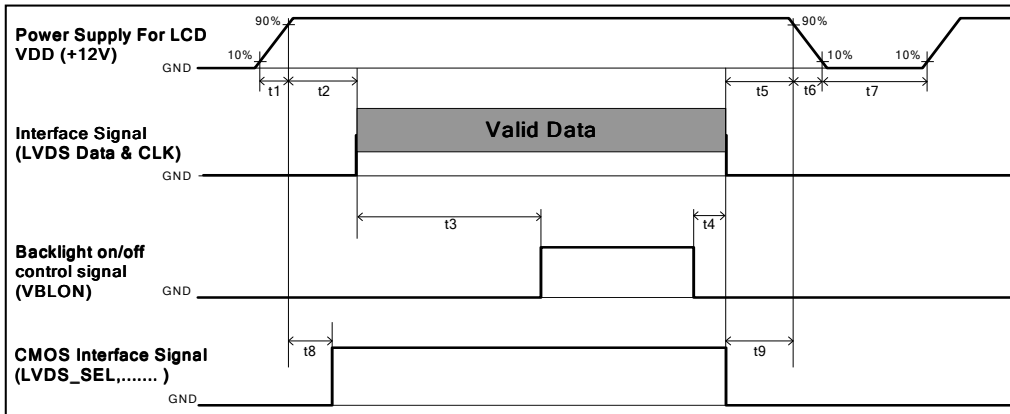 Power Supply For LCD
VDD (+12V)
90%
90%
10%
10%
10%
GND
t1
t2
t5
t6
t7
Interface Signal
(LVDS Data & CLK)
Valid Data
GND
t3
t4
Backlight on/off
control signal
(VBLON)
GND
t8
t9
CMOS Interface Signal
(LVDS_SEL,....... )
GND